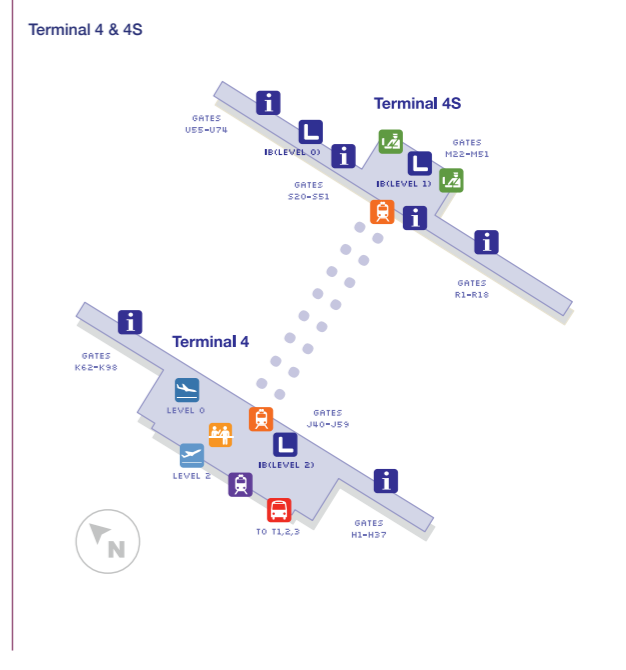 Terminal 4 & 4S
Terminal 4S
GATES
U55-U74
i
L
IB(LEVEL 0)
i
GATES
M22-M51
L
IB(LEVEL 1)
GATES
S20-S51
i
i
GATES
R1-R18
i
Terminal 4
GATES
K62-K98
LEVEL 0
GATES
J40-J59
L
IB(LEVEL 2)
LEVEL 2
i
TO T1,2,3
GATES
H1-H37
N